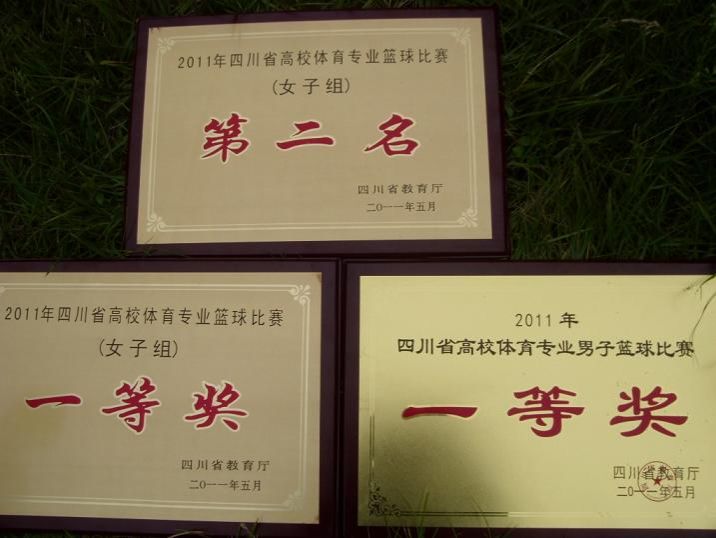 2011年四川省高校体育专业篮球比赛
(女子组)
第二名
四川省教育厅
二〇一一年五月
2011年四川省高校体育专业篮球比赛
(女子组)
一等奖
四川省教育厅
二〇一一年五月
2011年
四川省高校体育专业男子篮球比赛
一等奖
四川省教育厅
二〇一一年五月